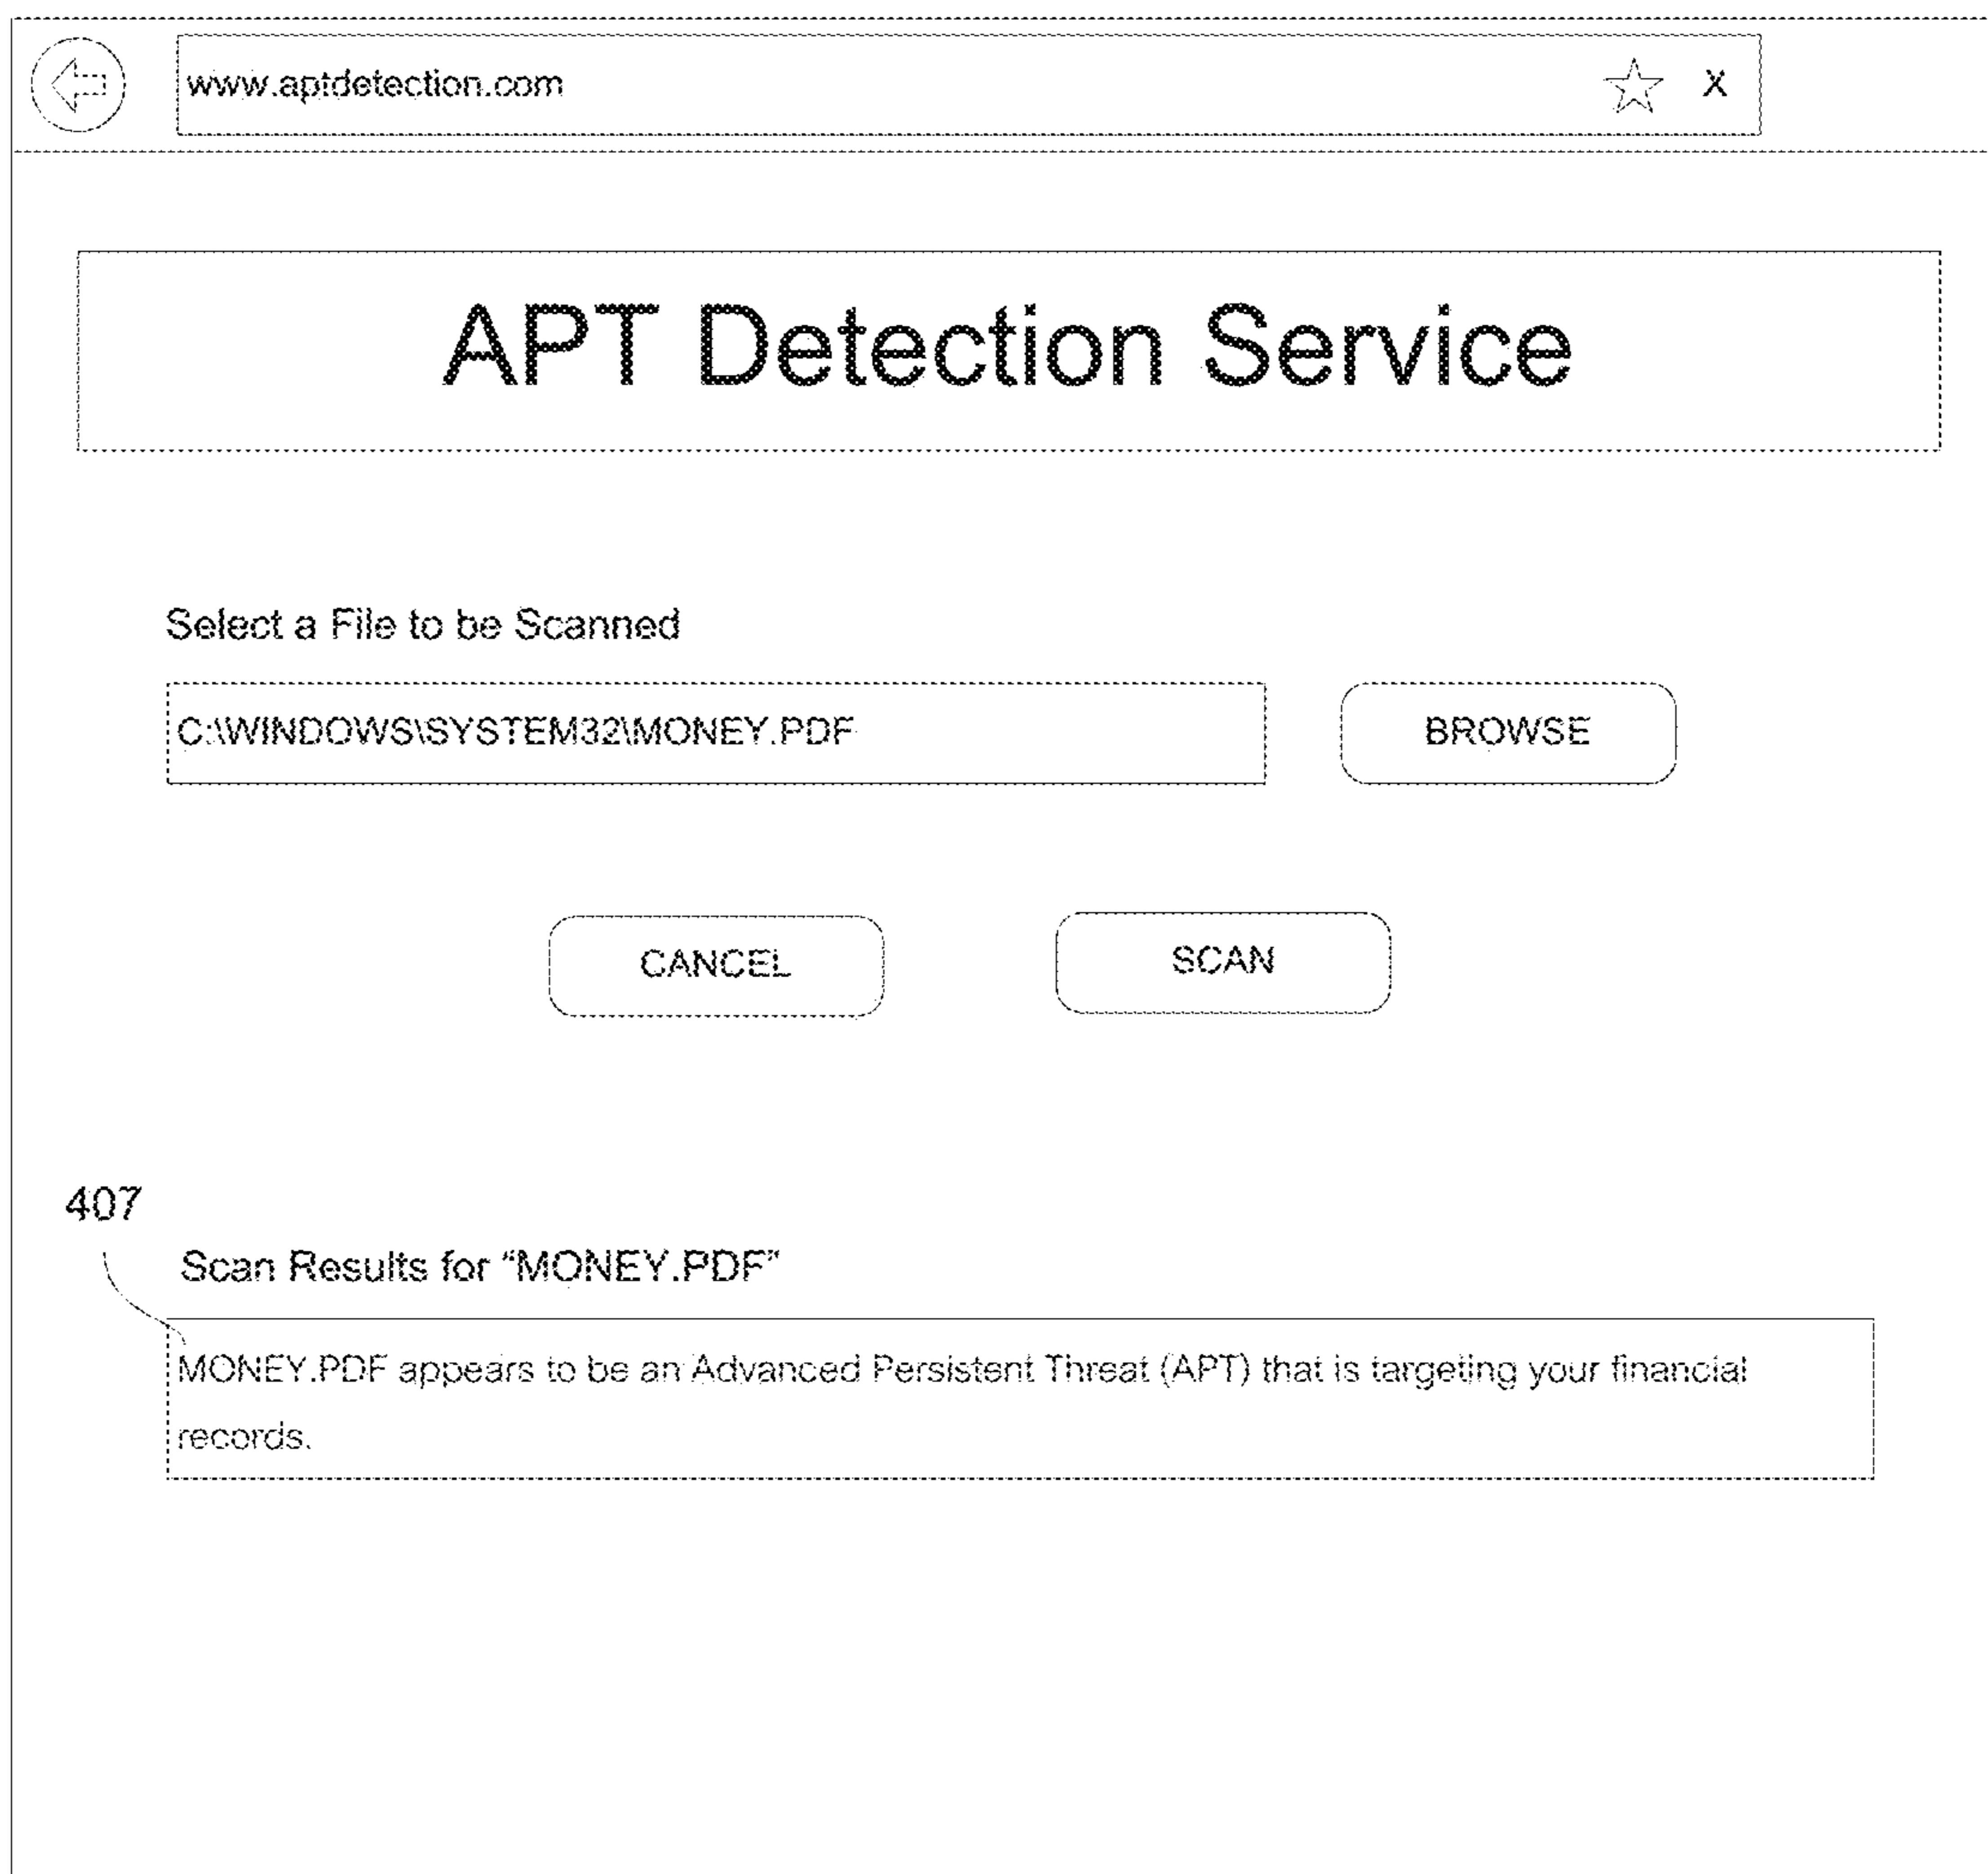 www.aptdetection.com X
APT Detection Service
Select a File to be Scanned
C:\WINDOWS\SYSTEM32\MONEY.PDF
BROWSE
CANCEL
SCAN
407
Scan Results for “MONEY.PDF”
MONEY.PDF appears to be an Advanced Persistent Threat (APT) that is targeting your financial
records.